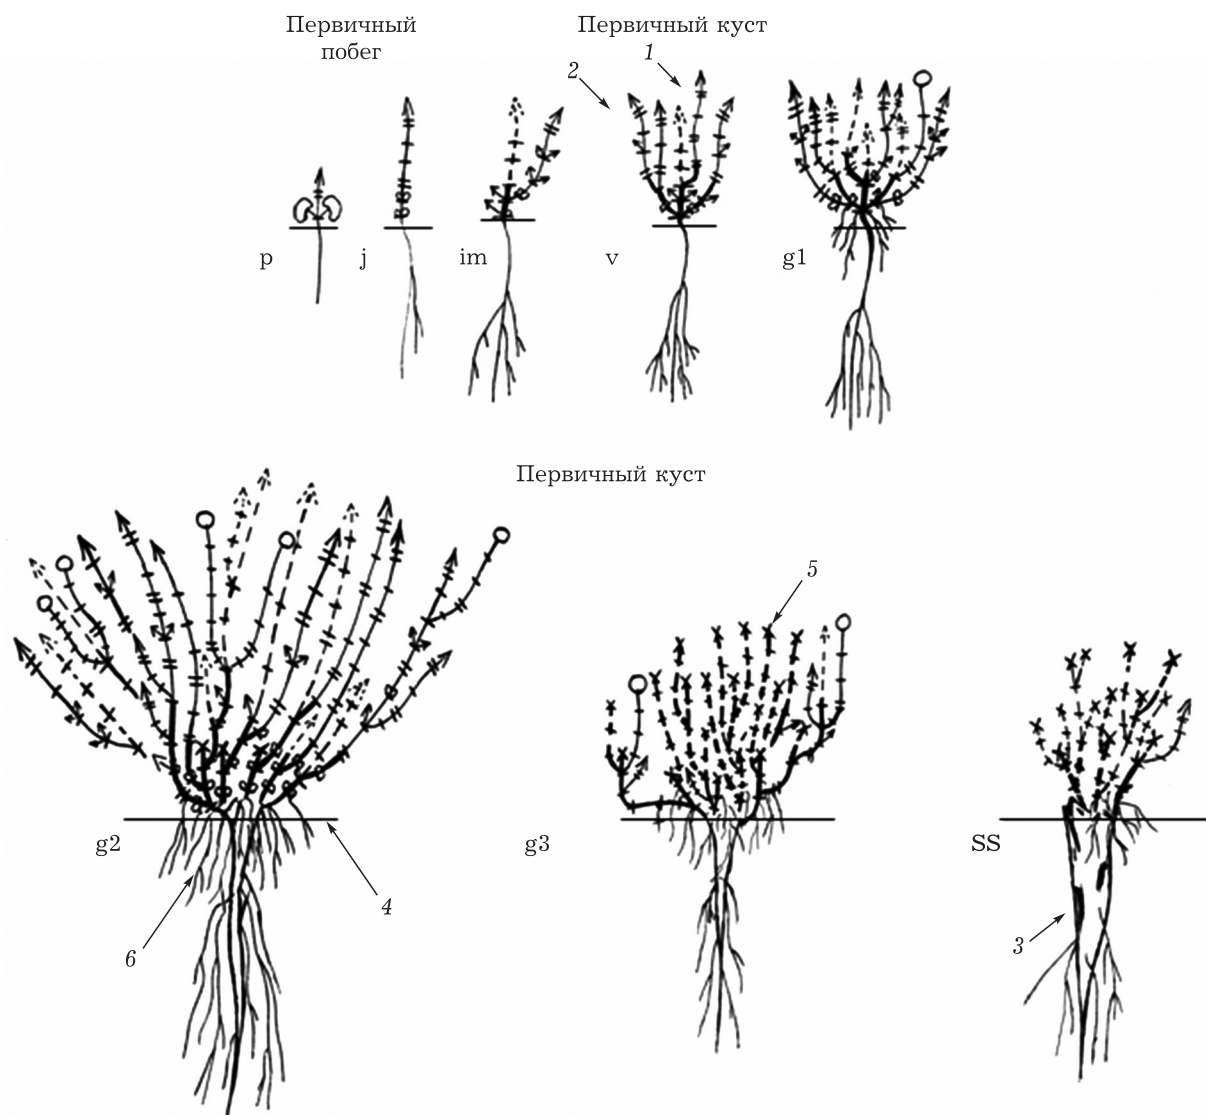 Первичный
побег
Первичный куст
1
2
p
j
im
v
g1
Первичный куст
5
g2
g3
SS
4
6
3